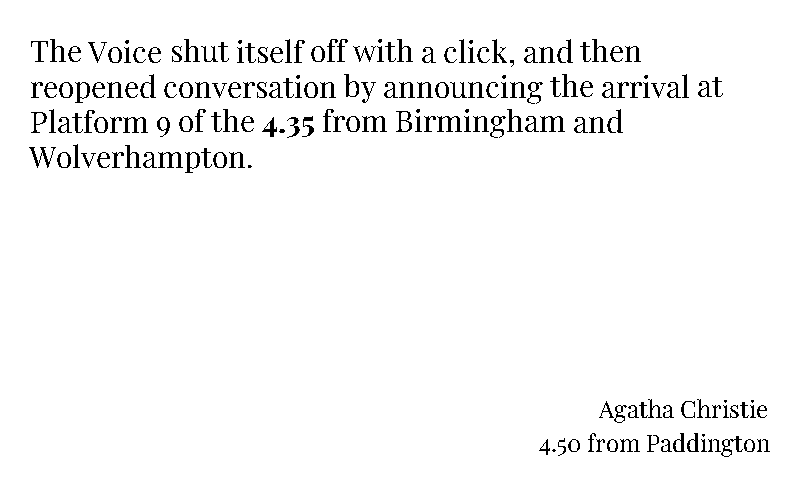 The Voice shut itself off with a click, and then
reopened conversation by announcing the arrival at
Platform 9 of the 4.35 from Birmingham and
Wolverhampton.
Agatha Christie
4.50 from Paddington